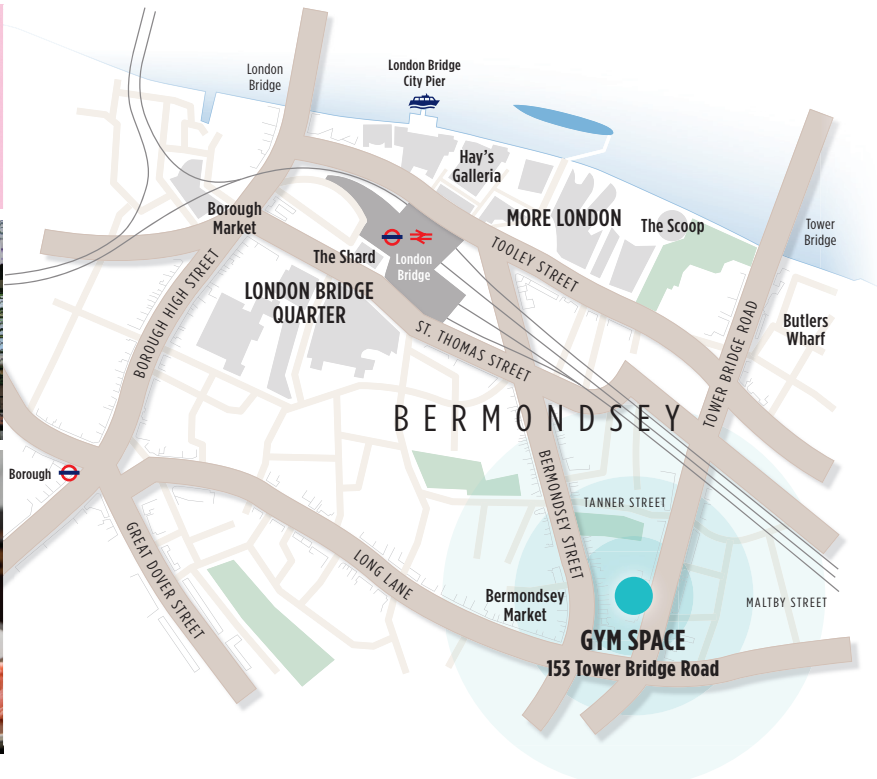 London
Bridge
London Bridge
City Pier
Hay's
Galleria
Borough
Market
MORE LONDON
The Scoop
Tower
Bridge
The Shard
London
Bridge
TOOLEY STREET
LONDON BRIDGE
QUARTER
BOROUGH HIGH STREET
ST. THOMAS STREET
TOWER BRIDGE ROAD
Butlers
Wharf
BERMONDSEY
Borough
BERMONDSEY STREET
TANNER STREET
GREAT DOVER STREET
LONG LANE
Bermondsey
Market
MALTBY STREET
GYM SPACE
153 Tower Bridge Road